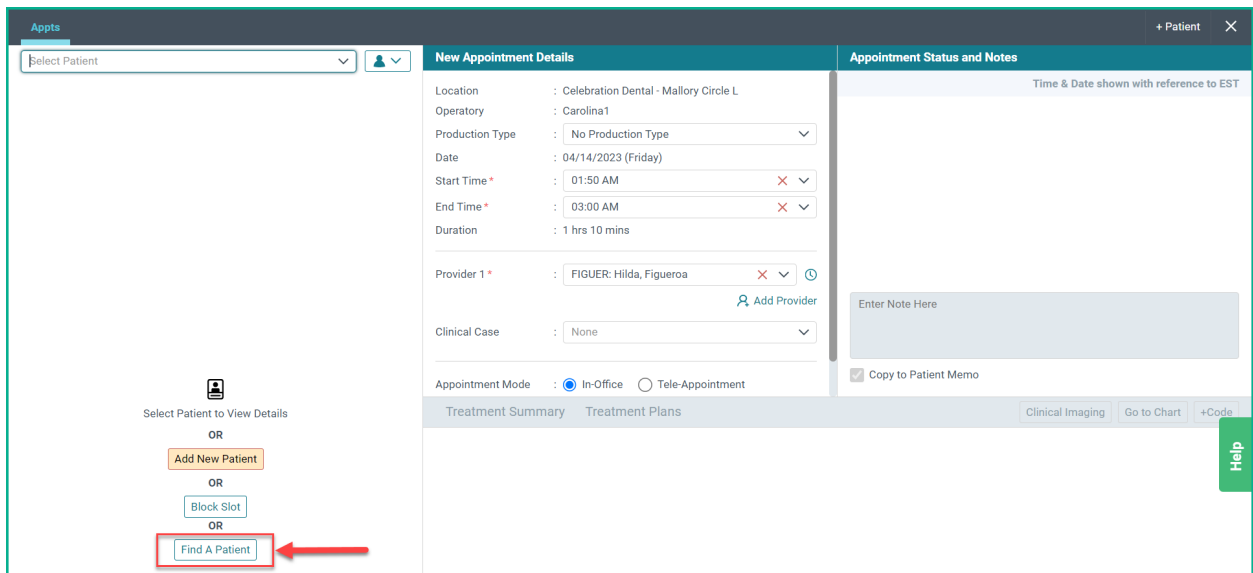 Appts
+ Patient
Select Patient
New Appointment Details
Appointment Status and Notes
Time & Date shown with reference to EST
Location : Celebration Dental - Mallory Circle L
Operatory : Carolina1
Production Type : No Production Type
Date : 04/14/2023 (Friday)
Start Time * : 01:50 AM
End Time * : 03:00 AM
Duration : 1 hrs 10 mins
Provider 1 * : FIGUER: Hilda, Figueroa
Add Provider
Clinical Case : None
Appointment Mode : In-Office Tele-Appointment
Enter Note Here
Copy to Patient Memo
Treatment Summary Treatment Plans
Clinical Imaging Go to Chart +Code
Select Patient to View Details
OR
Add New Patient
OR
Block Slot
OR
Find A Patient
Help